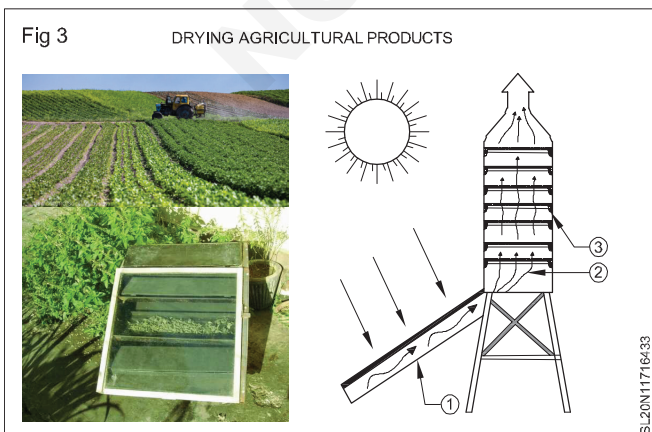 Fig 3
DRYING AGRICULTURAL PRODUCTS
3
2
1
SL20N11716433